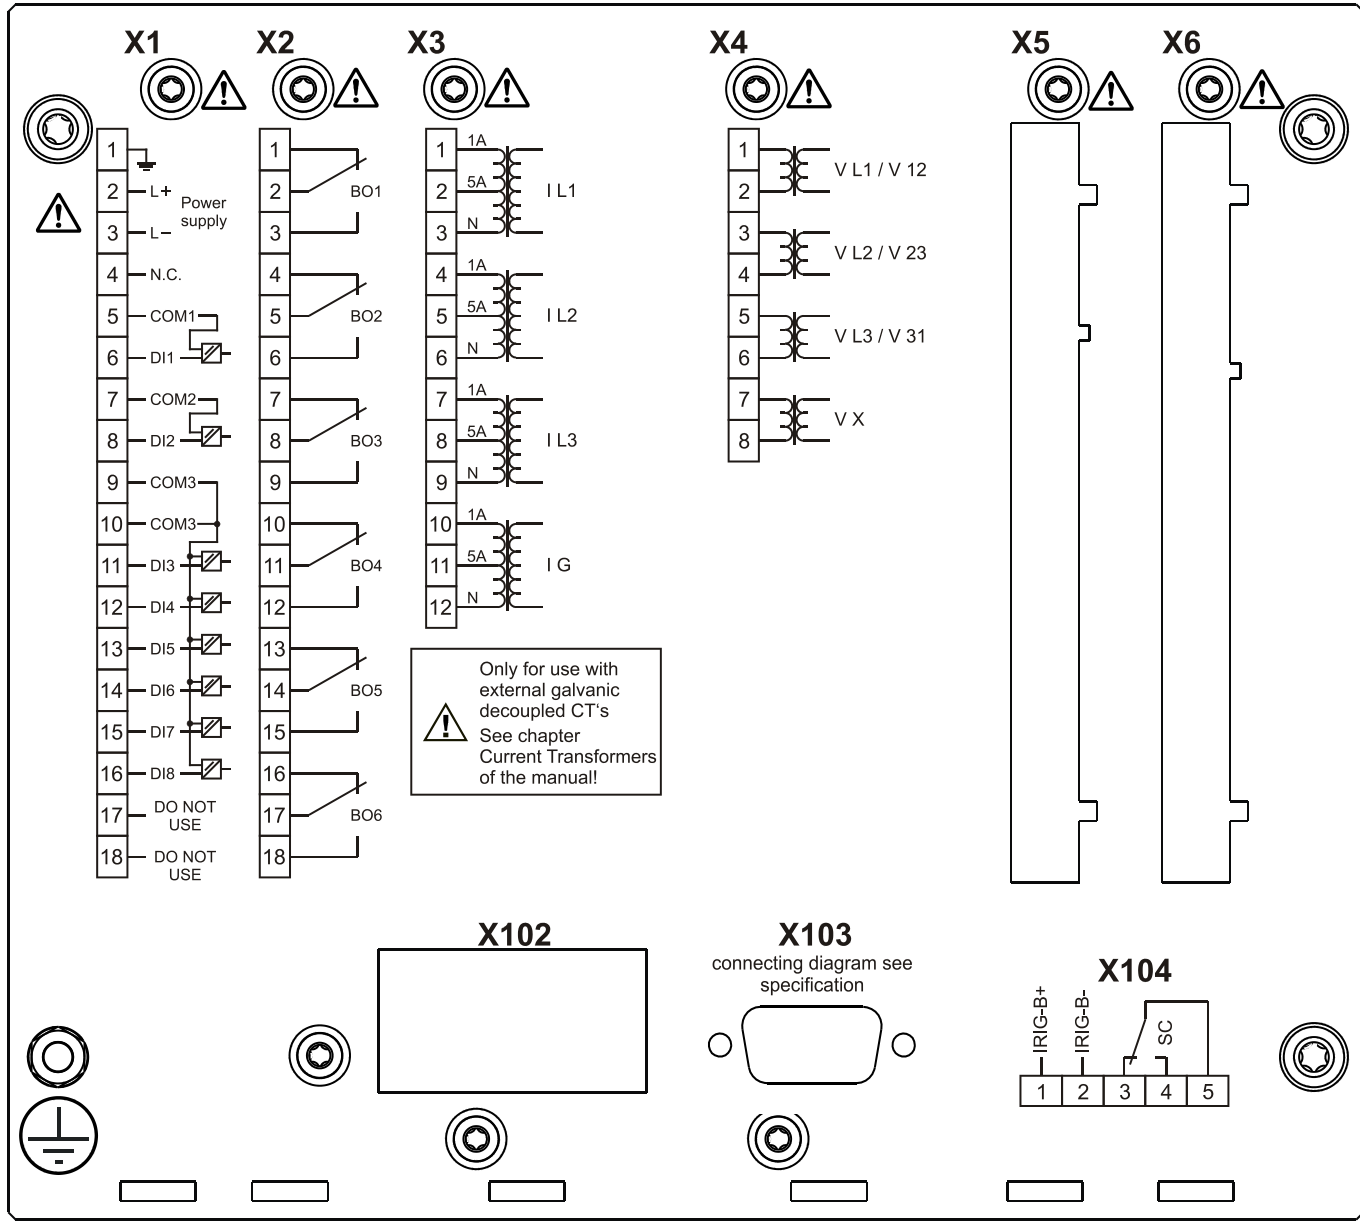 X1
X2
X3
X4
X5
X6
1
2 L+
3 L−
Power
supply
4 N.C.
5 COM1
6 DI1
7 COM2
8 DI2
9 COM3
10 COM3
11 DI3
12 DI4
13 DI5
14 DI6
15 DI7
16 DI8
17 DO NOT
USE
18 DO NOT
USE
1
2 BO1
3
4
5 BO2
6
7
8 BO3
9
10
11 BO4
12
13
14 BO5
15
16
17 BO6
18
1 1A
2 5A I L1
3 N
4 1A
5 5A I L2
6 N
7 1A
8 5A I L3
9 N
10 1A
11 5A I G
12 N
Only for use with
external galvanic
decoupled CT‘s
See chapter
Current Transformers
of the manual!
1
2
V L1 / V 12
3
4
V L2 / V 23
5
6
V L3 / V 31
7
8
V X
X102
X103
connecting diagram see
specification
X104
IRIG-B+
IRIG-B-
SC
1 2 3 4 5